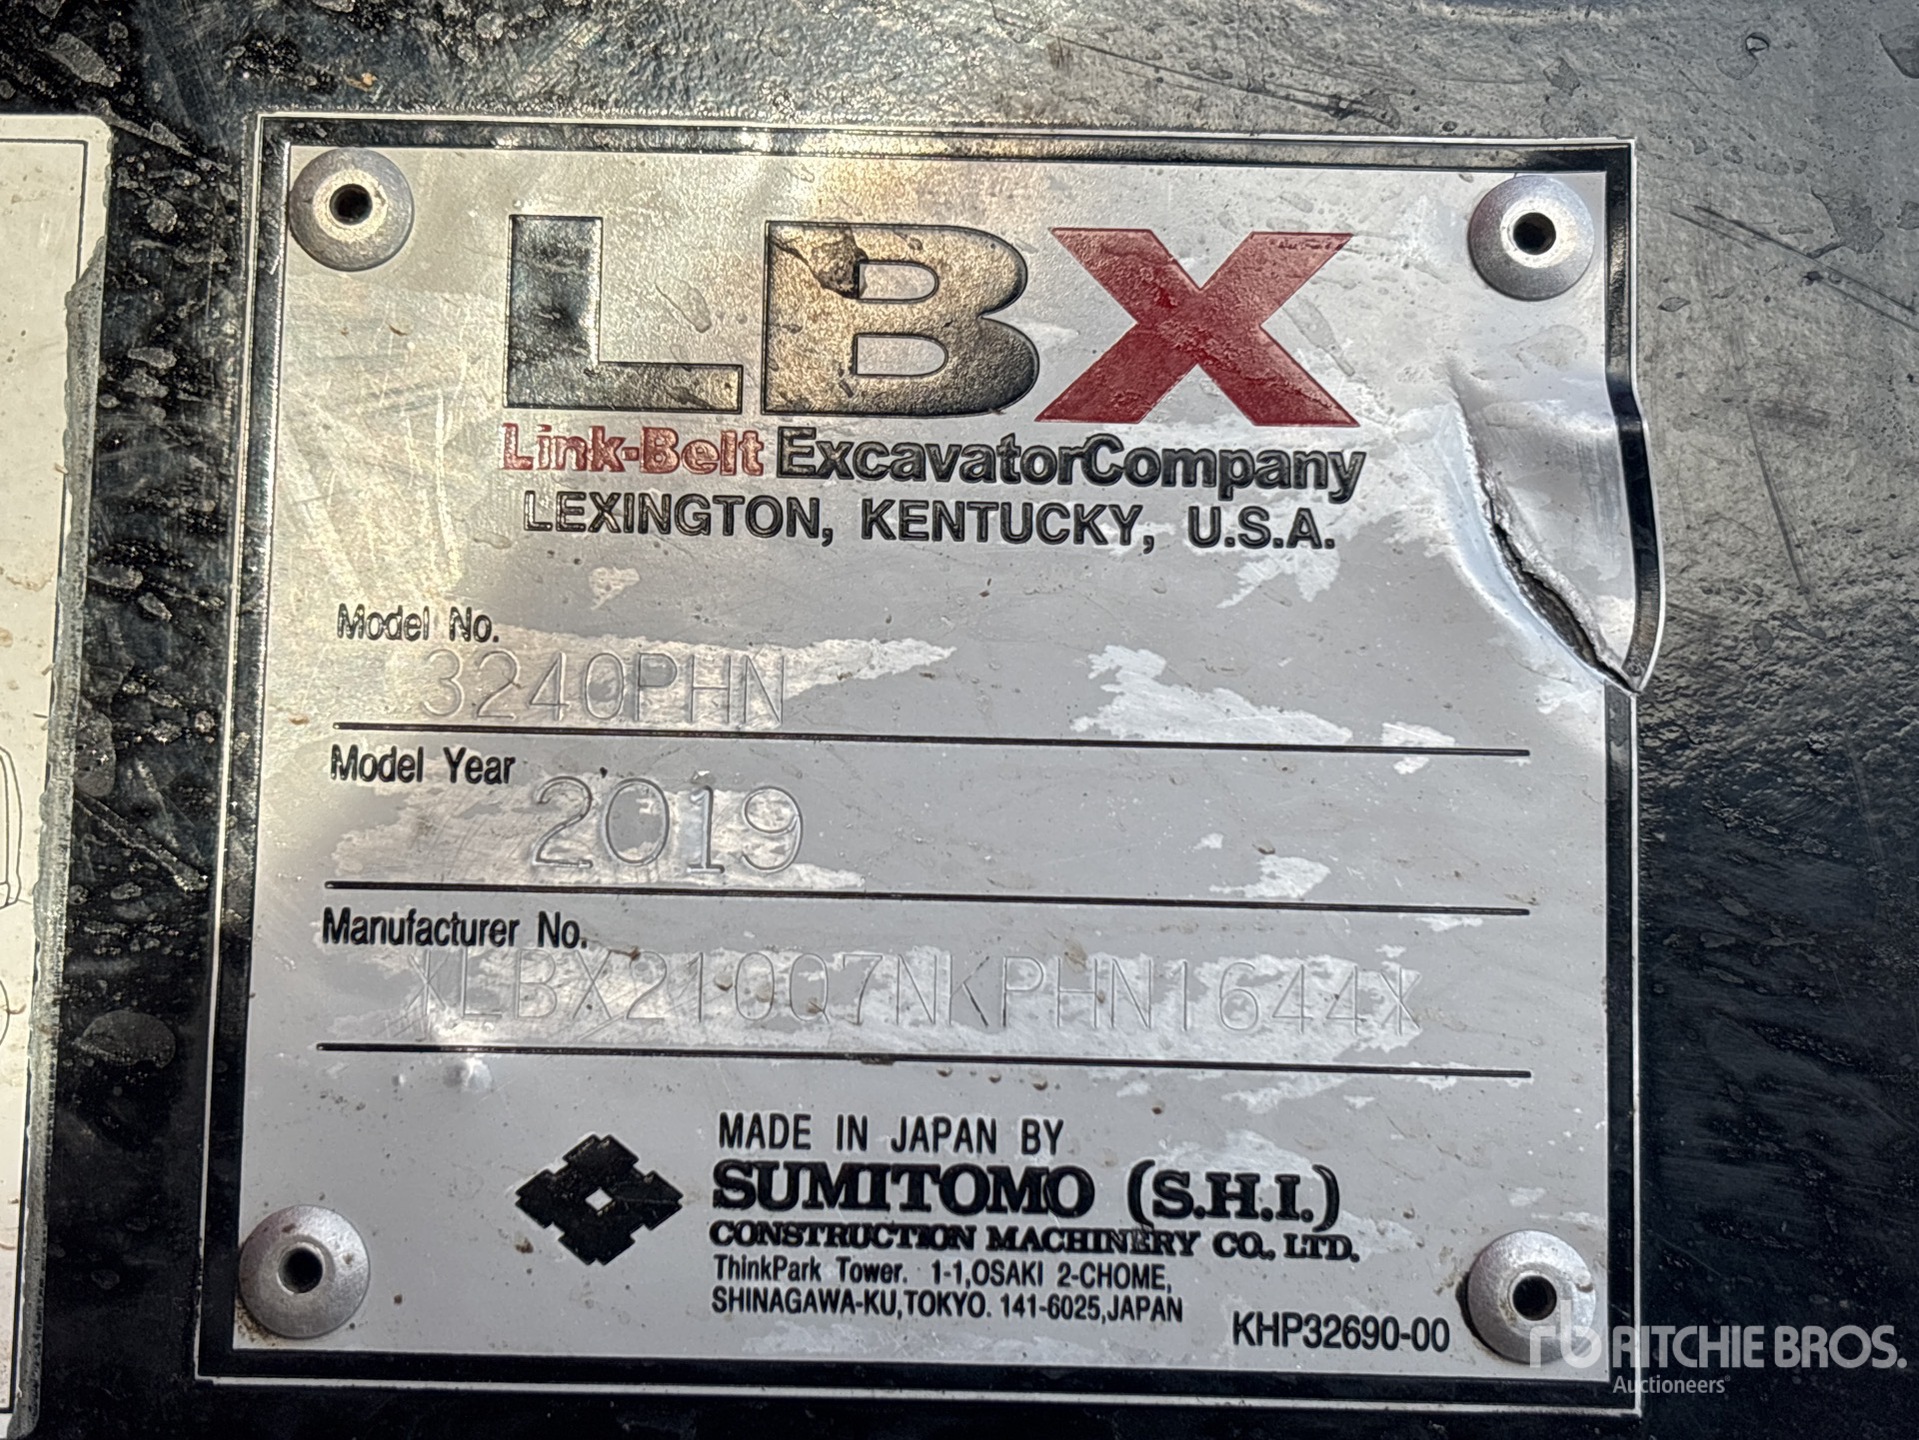 LBX
Link-Belt ExcavatorCompany
LEXINGTON, KENTUCKY, U.S.A.
Model No.
3240PHN
Model Year
2019
Manufacturer No.
XLBX2100Q7NKPHN1644X
MADE IN JAPAN BY
SUMITOMO (S.H.I.)
CONSTRUCTION MACHINERY CO., LTD.
ThinkPark Tower. 1-1,OSAKI 2-CHOME,
SHINAGAWA-KU,TOKYO. 141-6025,JAPAN
KHP32690-00
rb RITCHIE BROS.
Auctioneers